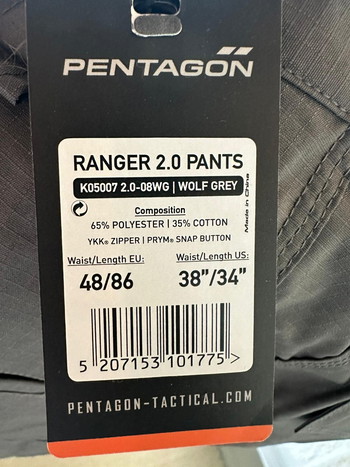 PENTAGON
RANGER 2.0 PANTS
K05007 2.0-08WG | WOLF GREY
Made in China
Composition
65% POLYESTER | 35% COTTON
YKK® ZIPPER | PRYM® SNAP BUTTON
Waist/Length EU: Waist/Length US:
48/86 38”/34”
5 207153 101775 >
PENTAGON-TACTICAL.COM